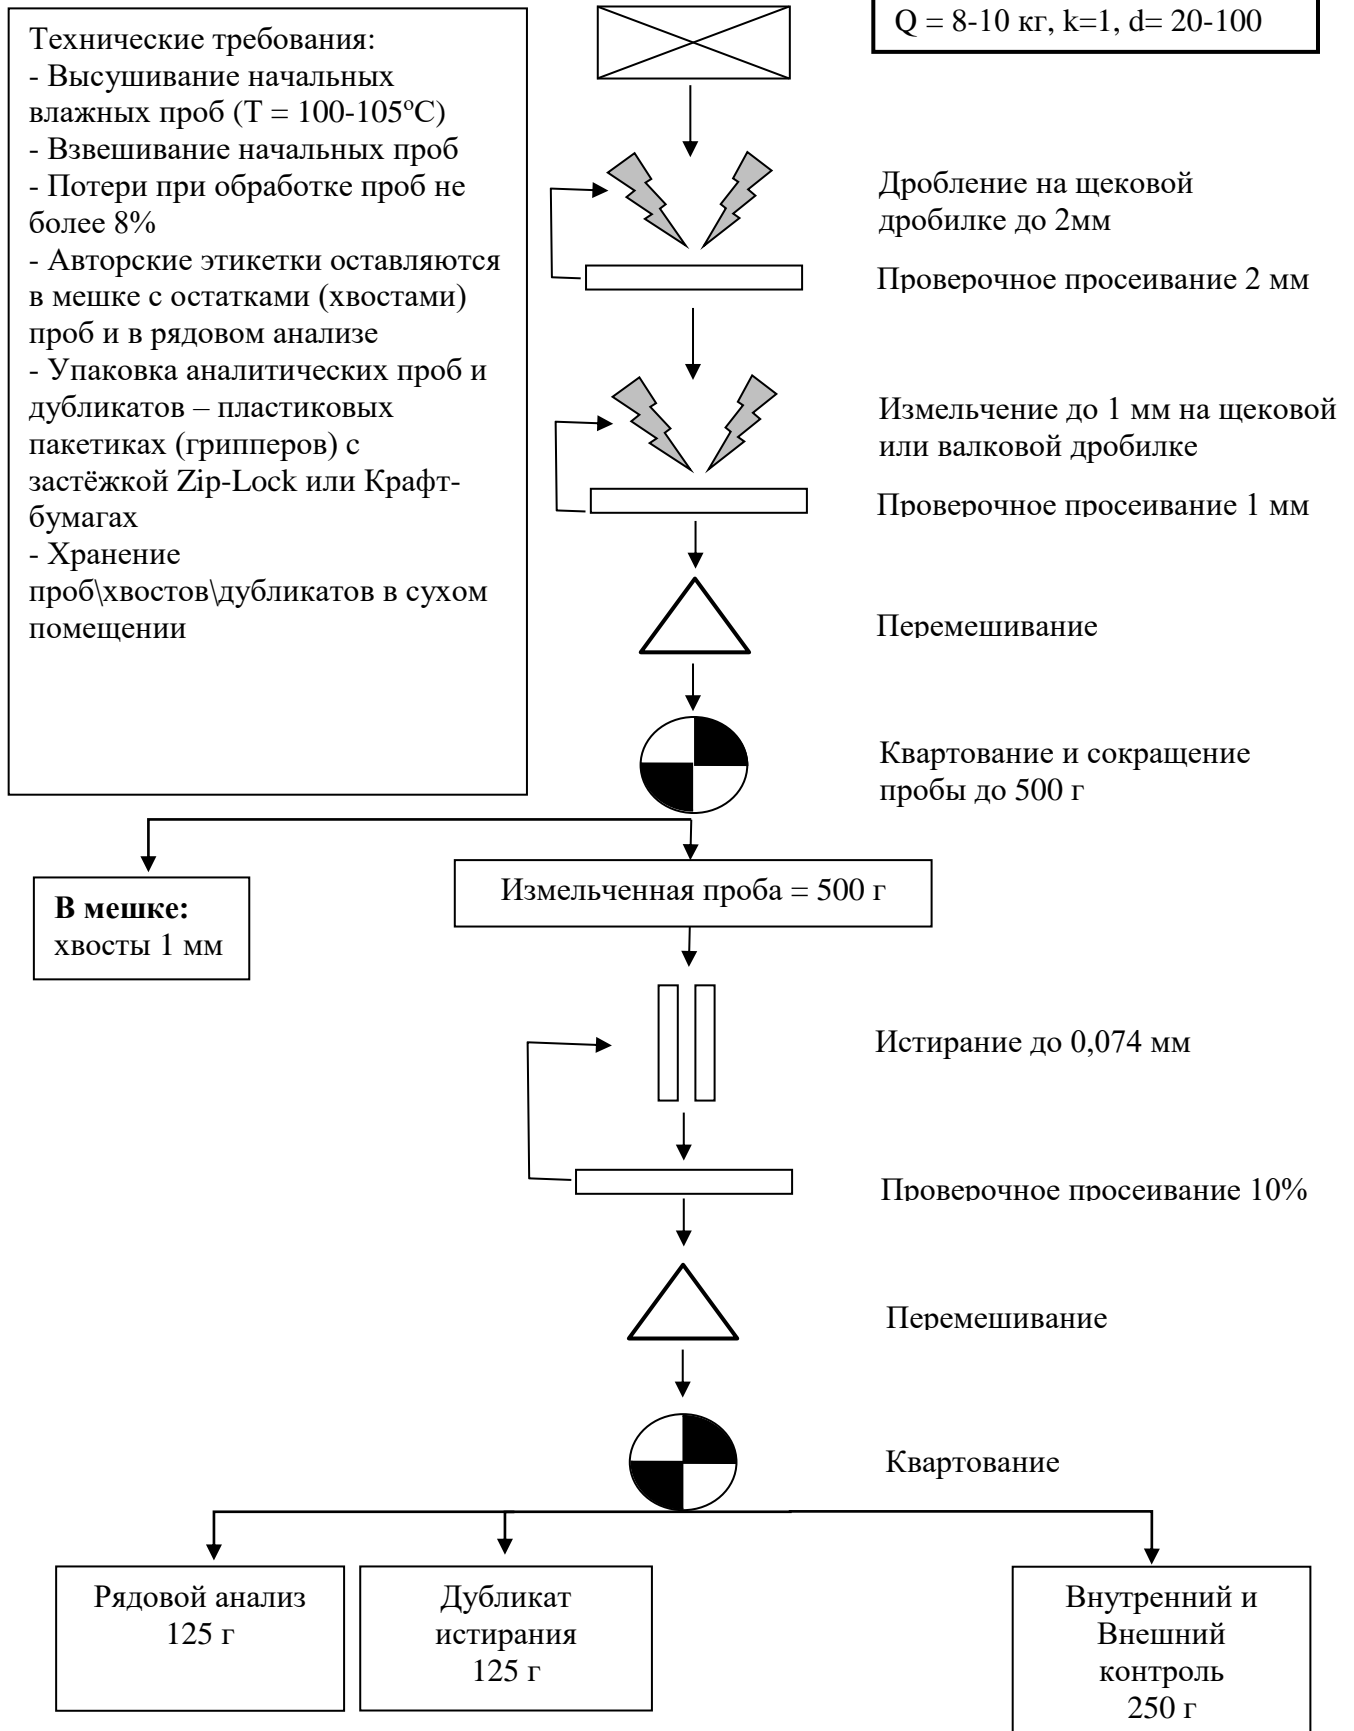 Q = 8-10 кг, k=1, d= 20-100
Технические требования:
- Высушивание начальных
влажных проб (Т = 100-105ºС)
- Взвешивание начальных проб
- Потери при обработке проб не
более 8%
- Авторские этикетки оставляются
в мешке с остатками (хвостами)
проб и в рядовом анализе
- Упаковка аналитических проб и
дубликатов – пластиковых
пакетиках (грипперов) с
застёжкой Zip-Lock или Крафт-
бумагах
- Хранение
проб\хвостов\дубликатов в сухом
помещении
Дробление на щековой
дробилке до 2мм
Проверочное просеивание 2 мм
Измельчение до 1 мм на щековой
или валковой дробилке
Проверочное просеивание 1 мм
Перемешивание
Квартование и сокращение
пробы до 500 г
В мешке:
хвосты 1 мм
Измельченная проба = 500 г
Истирание до 0,074 мм
Проверочное просеивание 10%
Перемешивание
Квартование
Рядовой анализ
125 г
Дубликат
истирания
125 г
Внутренний и
Внешний
контроль
250 г